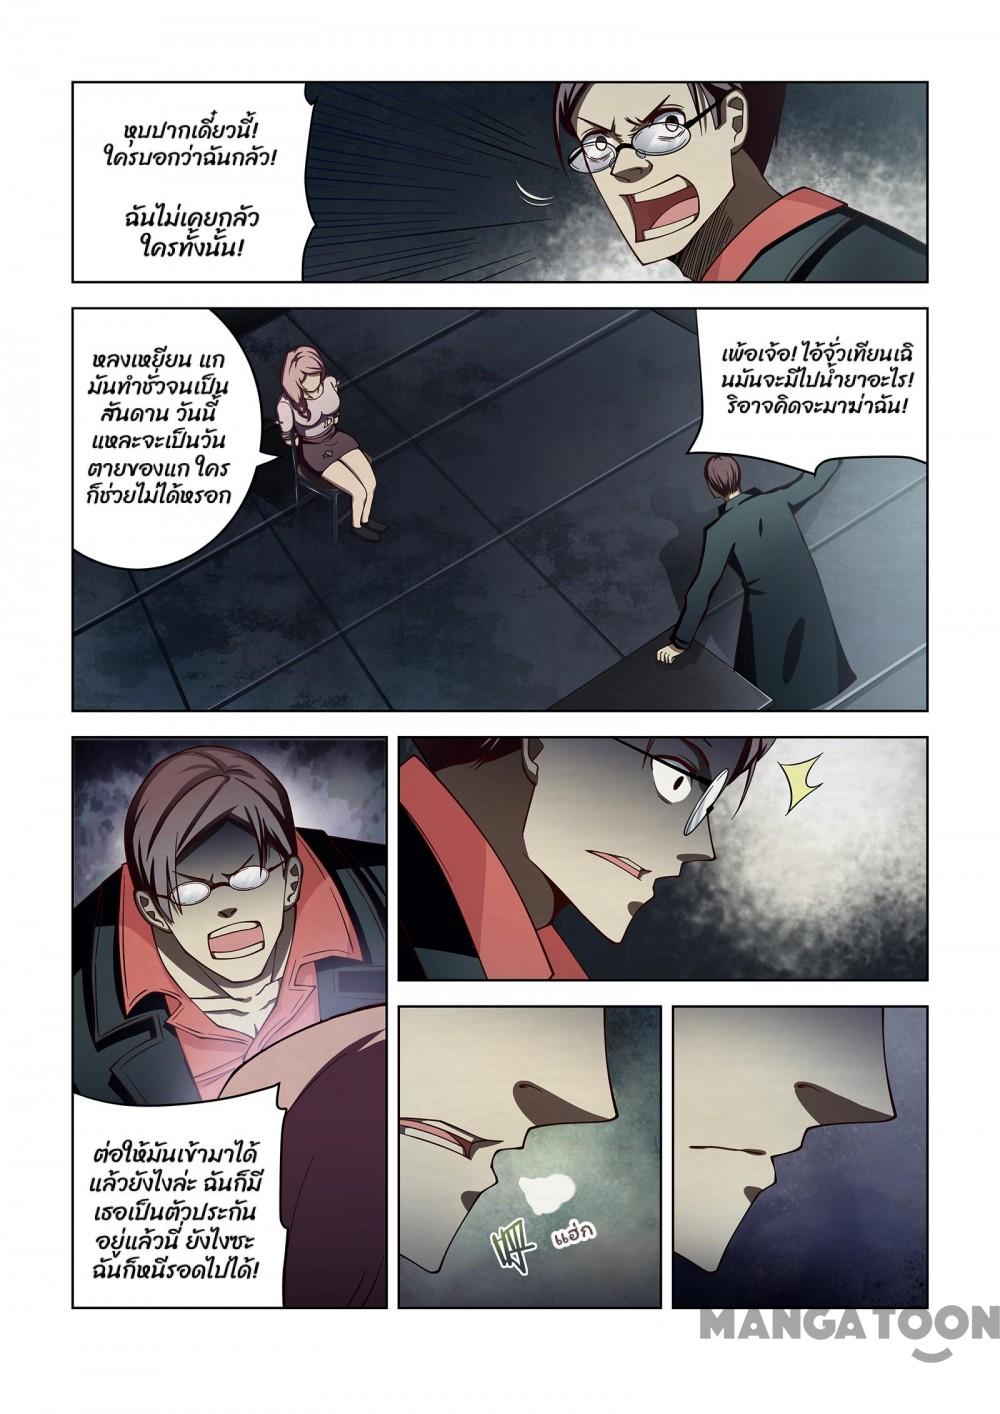 หุบปากเดี๋ยวนี้!
ใครบอกว่าฉันกลัว!
ฉันไม่เคยกลัว
ใครทั้งนั้น!
หลงเหยียน แก
มันทำชั่วจนเป็น
สันดาน วันนี้
แหละจะเป็นวัน
ตายของแก ใคร
ก็ช่วยไม่ได้หรอก
เพ้อเจ้อ! ไอ้จั่วเทียนเฉิ
นมันจะมีไปน้ำยาอะไร!
ริอาจคิดจะมาฆ่าฉัน!
ต่อให้มันเข้ามาได้
แล้วยังไงล่ะ ฉันก็มี
เธอเป็นตัวประกัน
อยู่แล้วนี่ ยังไงซะ
ฉันก็หนีรอดไปได้!
呼 แฮ่ก
MANGATOON